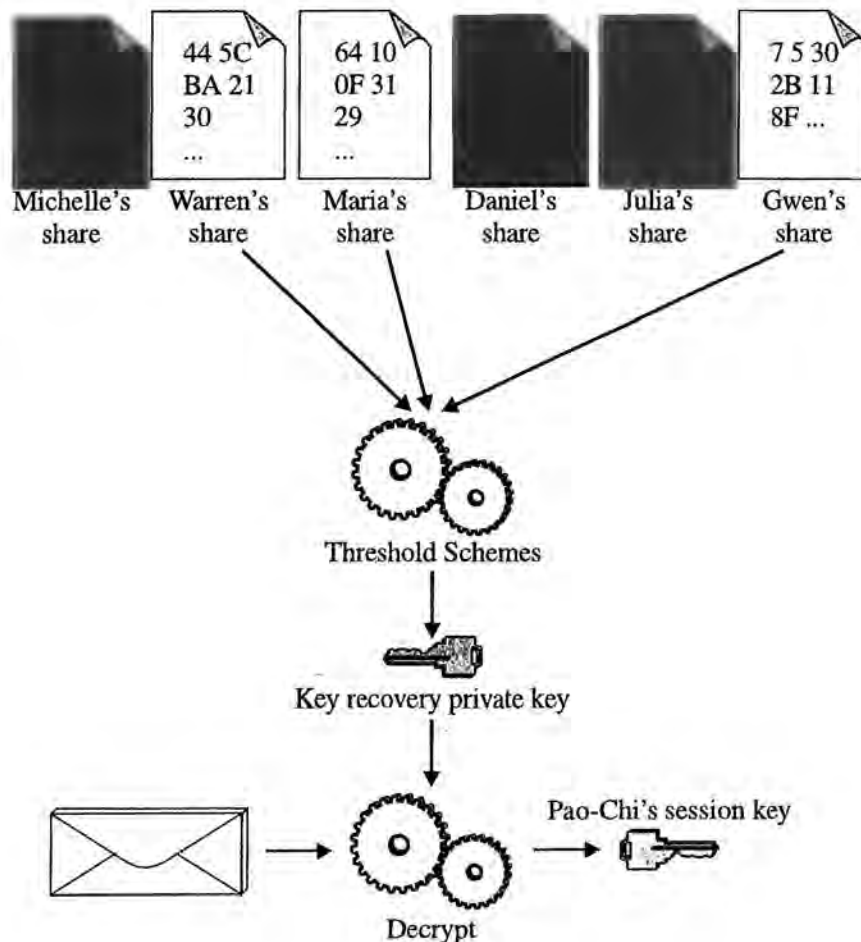 44 5C
BA 21
30
...
64 10
0F 31
29
...
7 5 30
2B 11
8F ...
Michelle's
share
Warren's
share
Maria's
share
Daniel's
share
Julia's
share
Gwen's
share
Threshold Schemes
Key recovery private key
Pao-Chi's session key
Decrypt